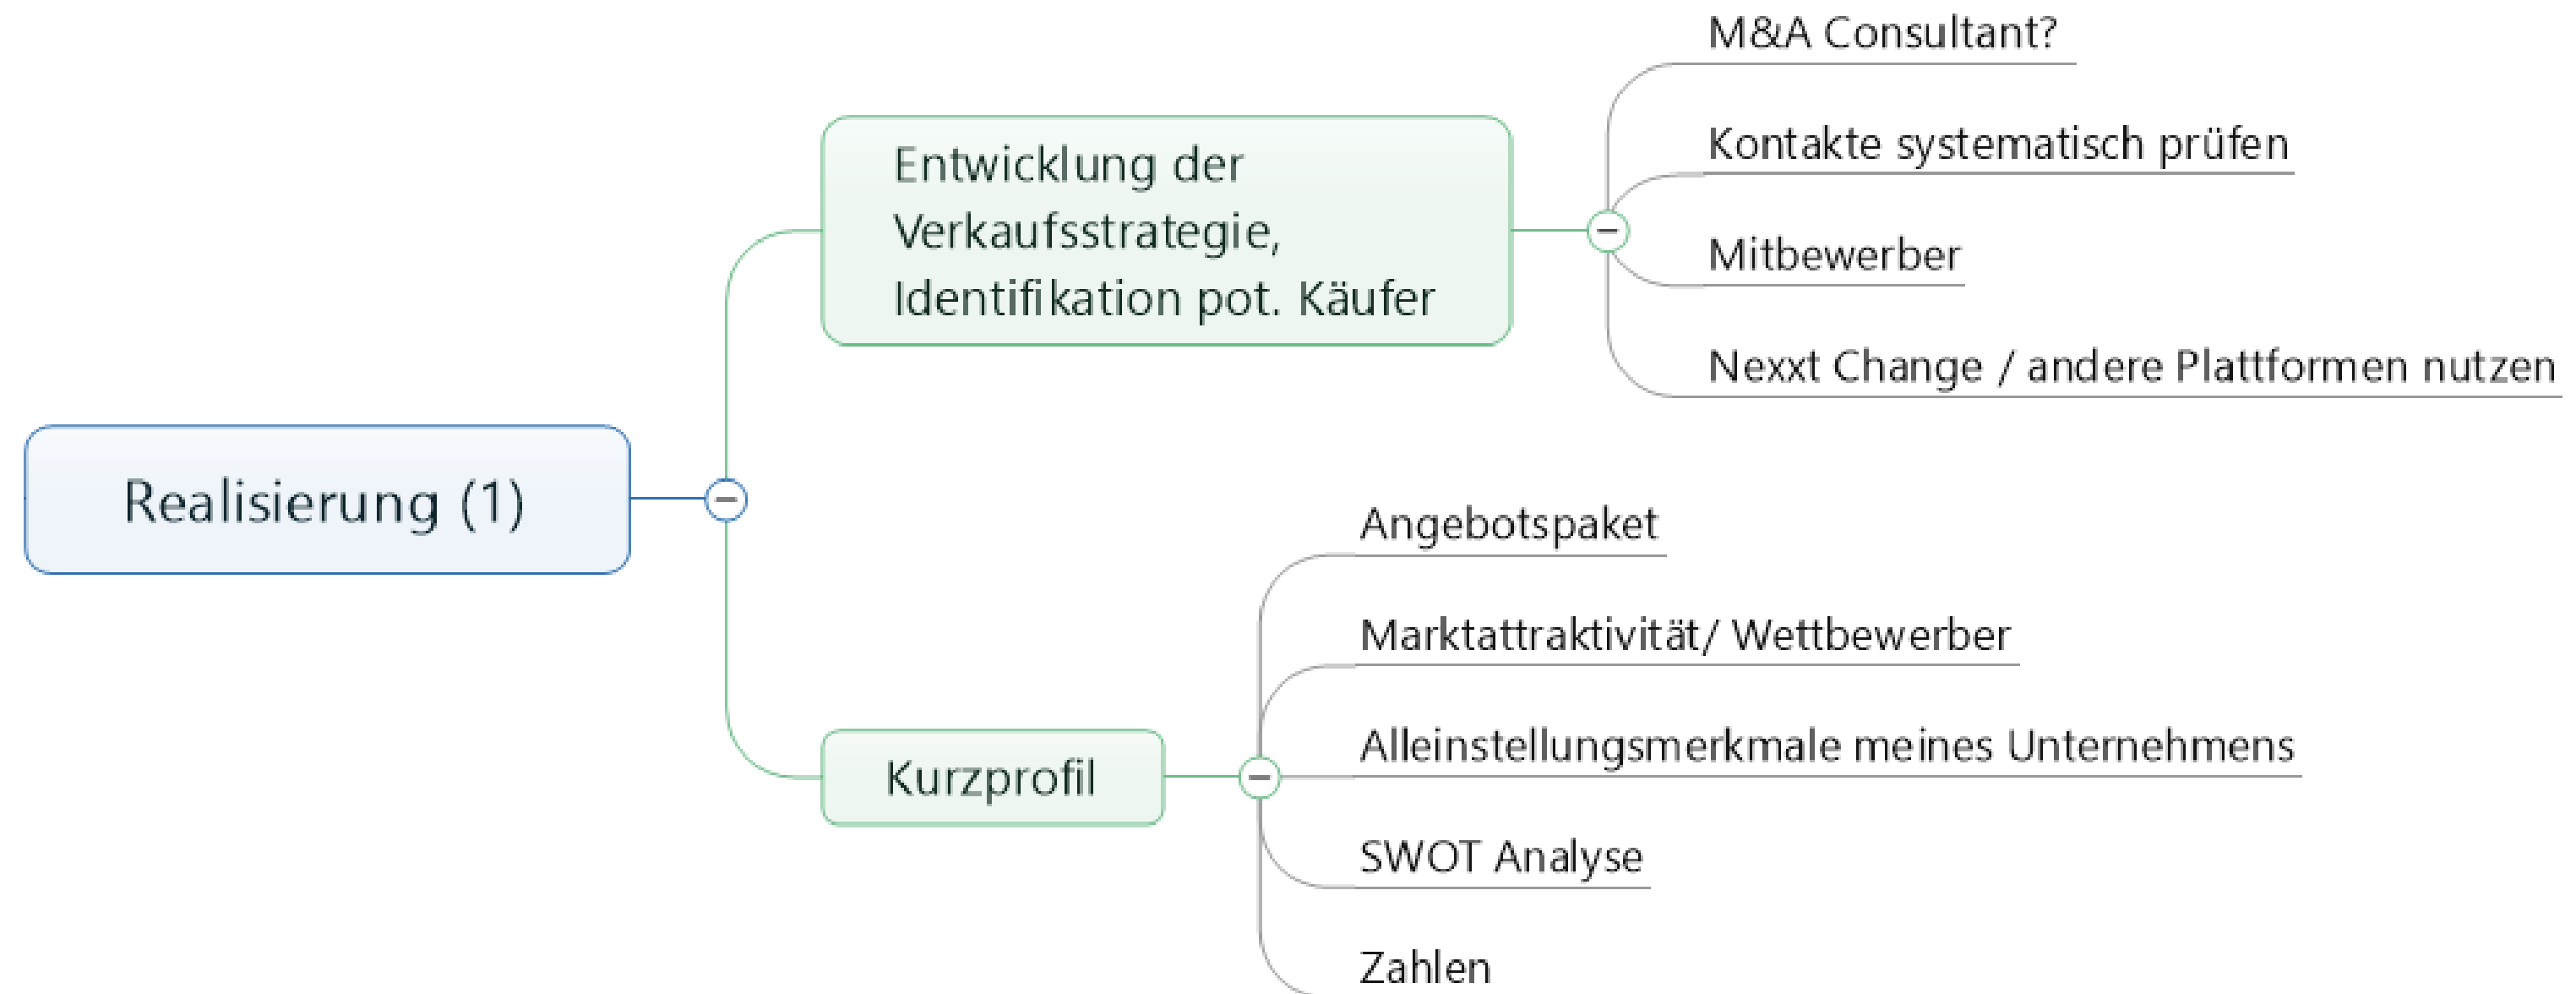 Realisierung (1)
Entwicklung der
Verkaufsstrategie,
Identifikation pot. Käufer
M&A Consultant?
Kontakte systematisch prüfen
Mitbewerber
Nexxt Change / andere Plattformen nutzen
Kurzprofil
Angebotspaket
Marktattraktivität/ Wettbewerber
Alleinstellungsmerkmale meines Unternehmens
SWOT Analyse
Zahlen